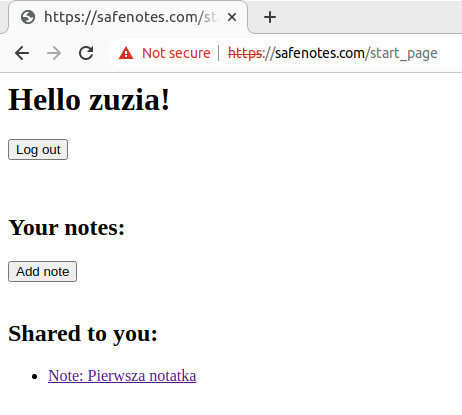 https://safenotes.com/st
Not secure | https://safenotes.com/start_page
Hello zuzia!
Log out
Your notes:
Add note
Shared to you:
Note: Pierwsza notatka